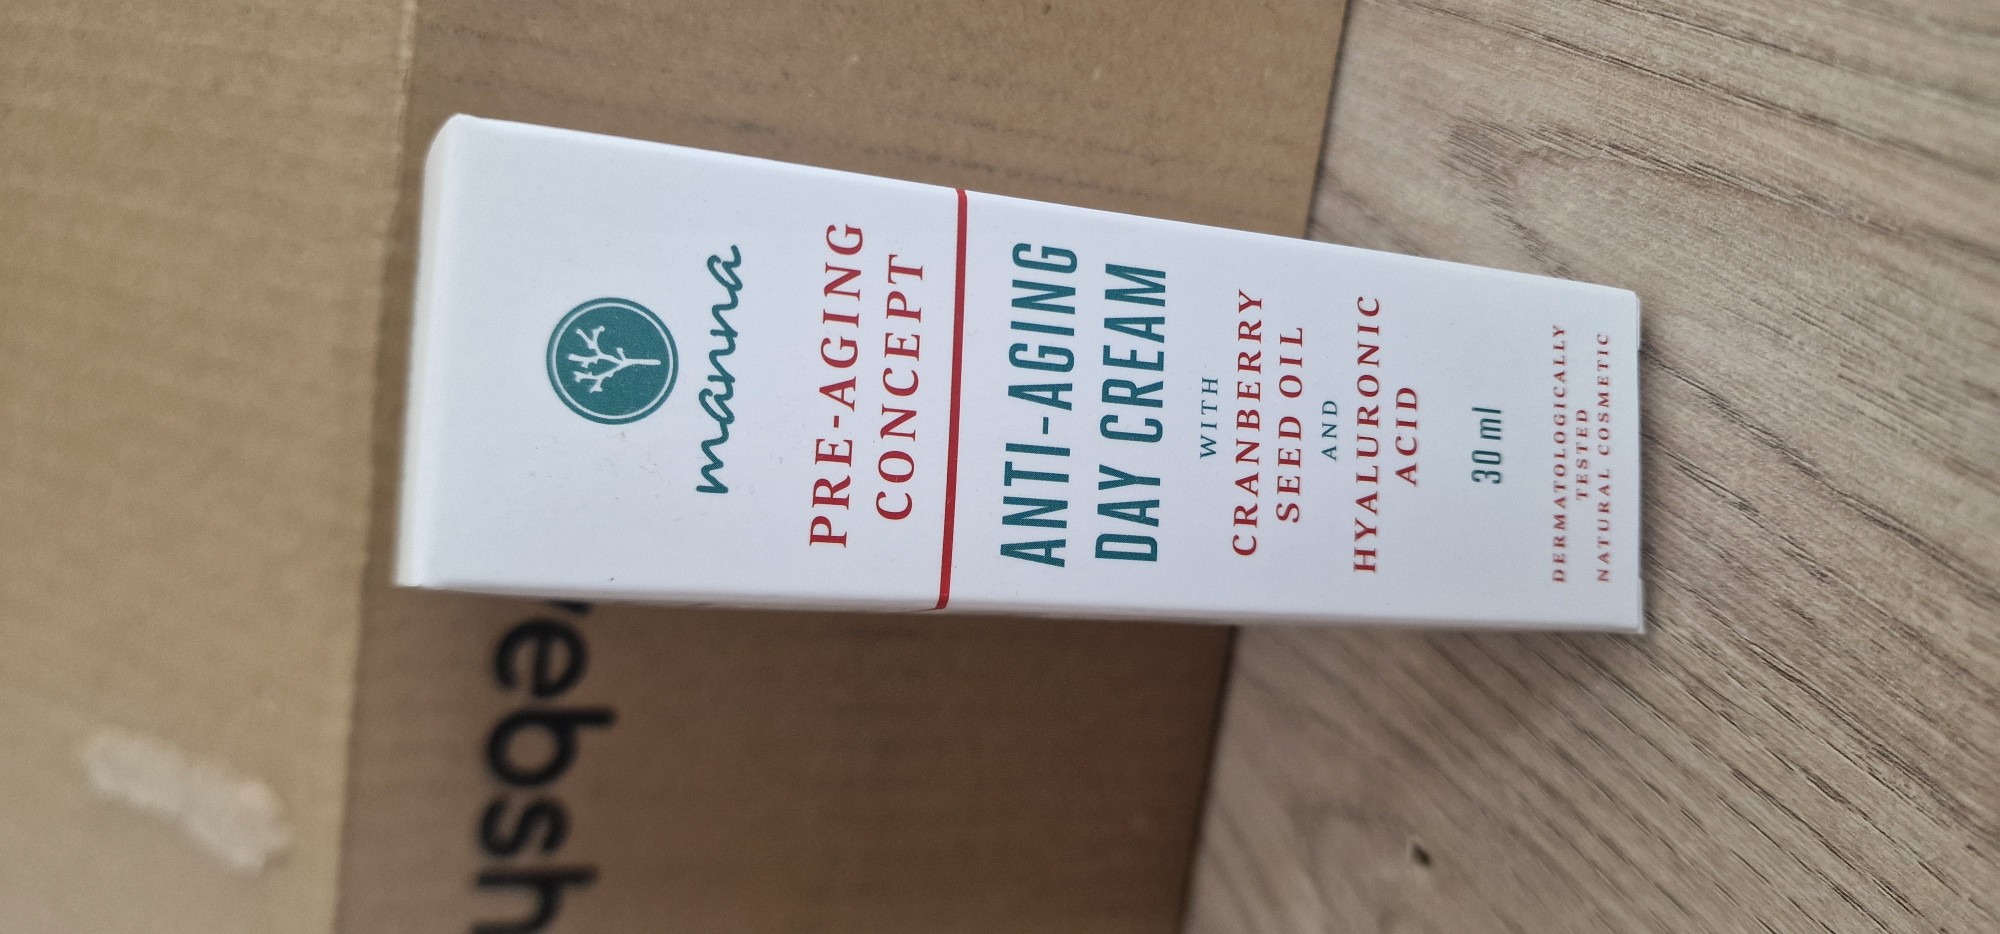 manna
PRE-AGING
CONCEPT
ANTI-AGING
DAY CREAM
WITH
CRANBERRY
SEED OIL
AND
HYALURONIC
ACID
30 ml
DERMATOLOGICALLY
TESTED
NATURAL COSMETIC